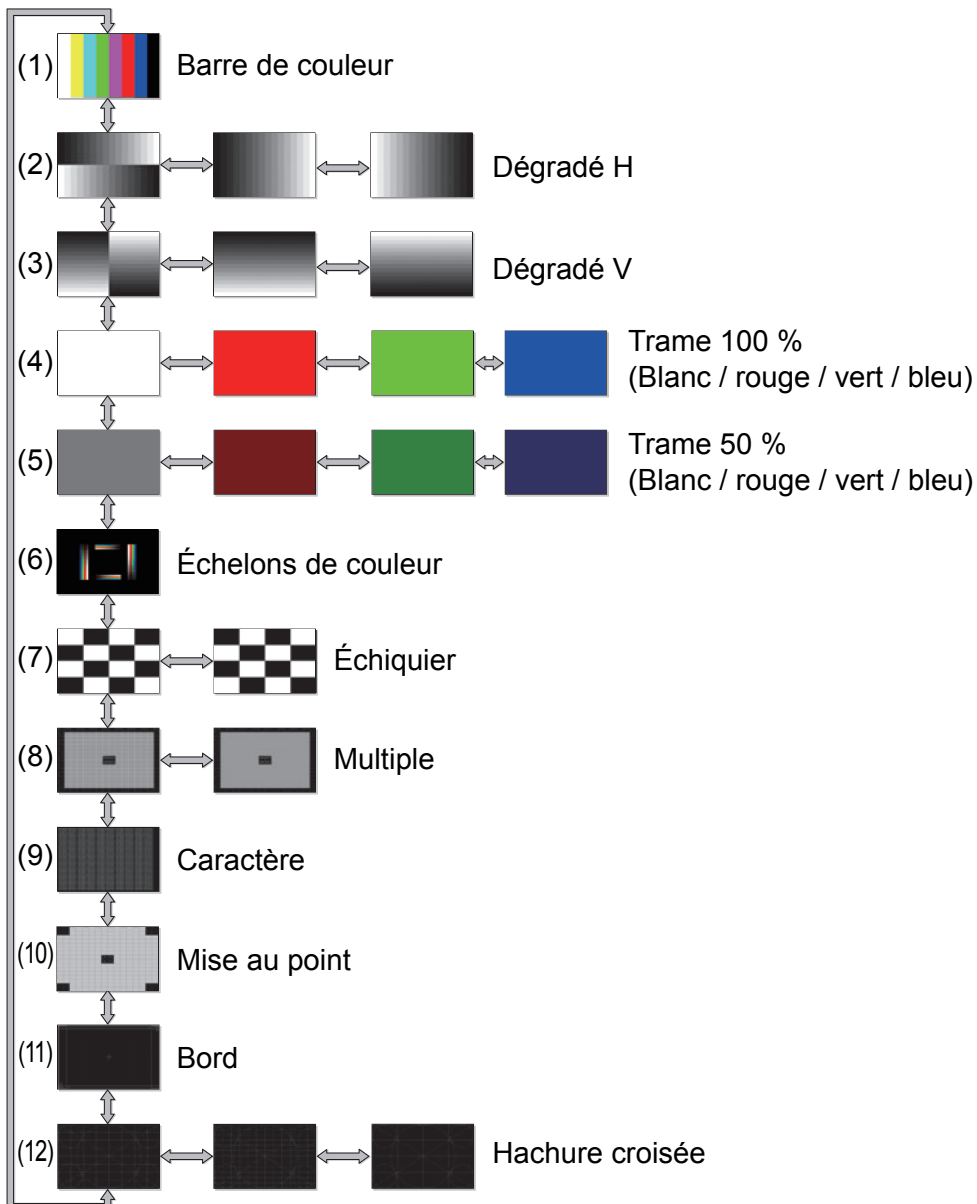 (1) Barre de couleur
(2) Dégradé H
(3) Dégradé V
(4) Trame 100 %
(Blanc / rouge / vert / bleu)
(5) Trame 50 %
(Blanc / rouge / vert / bleu)
(6) Échelons de couleur
(7) Échiquier
(8) Multiple
(9) Caractère
(10) Mise au point
(11) Bord
(12) Hachure croisée